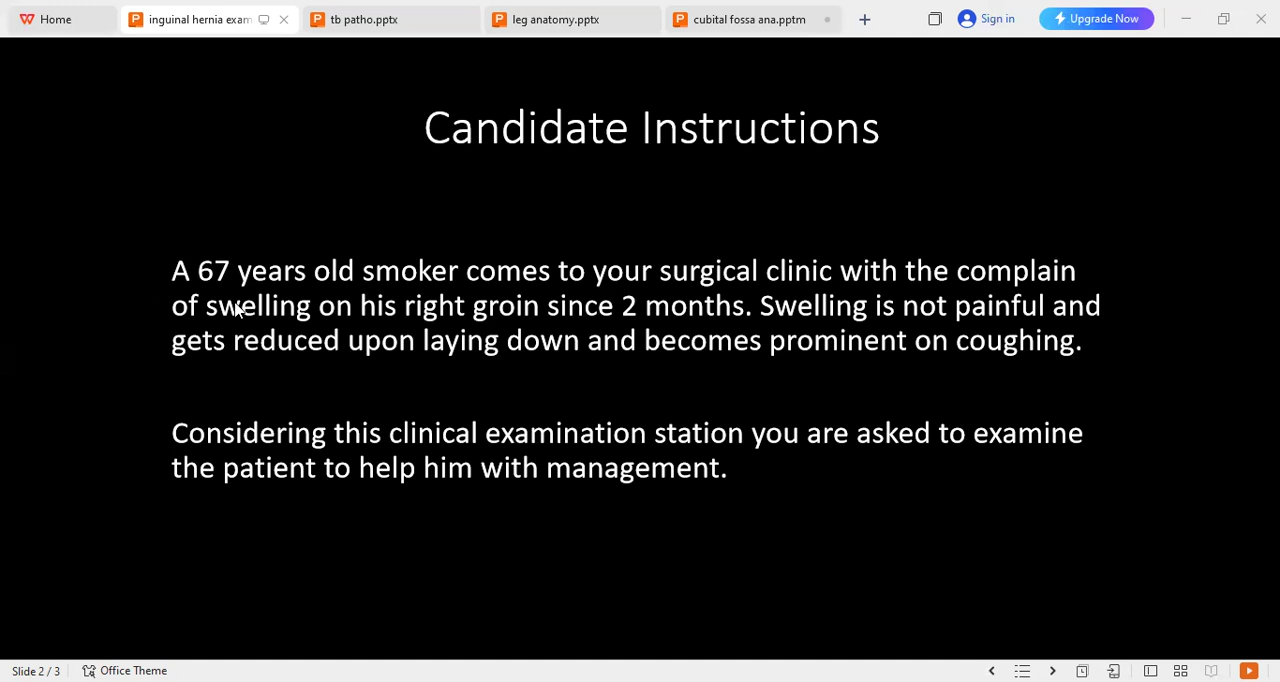 Home
inguinal hernia exam
tb patho.pptx
leg anatomy.pptx
cubital fossa ana.pptm
Sign in
Upgrade Now
Candidate Instructions
A 67 years old smoker comes to your surgical clinic with the complain
of swelling on his right groin since 2 months. Swelling is not painful and
gets reduced upon laying down and becomes prominent on coughing.
Considering this clinical examination station you are asked to examine
the patient to help him with management.
Slide 2 / 3
Office Theme